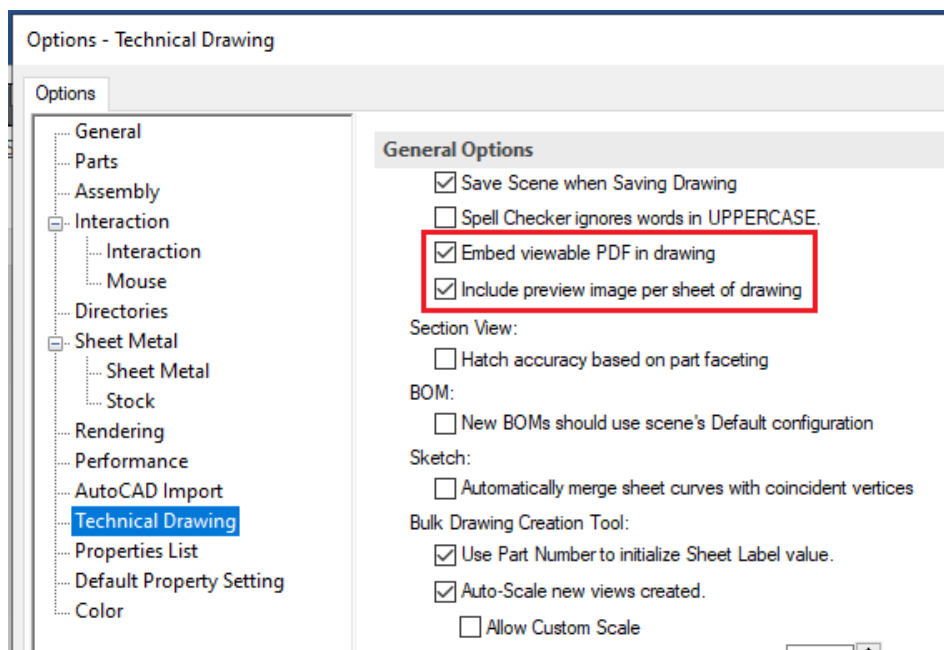 Options - Technical Drawing
Options
General
Parts
Assembly
Interaction
Interaction
Mouse
Directories
Sheet Metal
Sheet Metal
Stock
Rendering
Performance
AutoCAD Import
Technical Drawing
Properties List
Default Property Setting
Color
General Options
Save Scene when Saving Drawing
Spell Checker ignores words in UPPERCASE.
Embed viewable PDF in drawing
Include preview image per sheet of drawing
Section View:
Hatch accuracy based on part faceting
BOM:
New BOMs should use scene's Default configuration
Sketch:
Automatically merge sheet curves with coincident vertices
Bulk Drawing Creation Tool:
Use Part Number to initialize Sheet Label value.
Auto-Scale new views created.
Allow Custom Scale